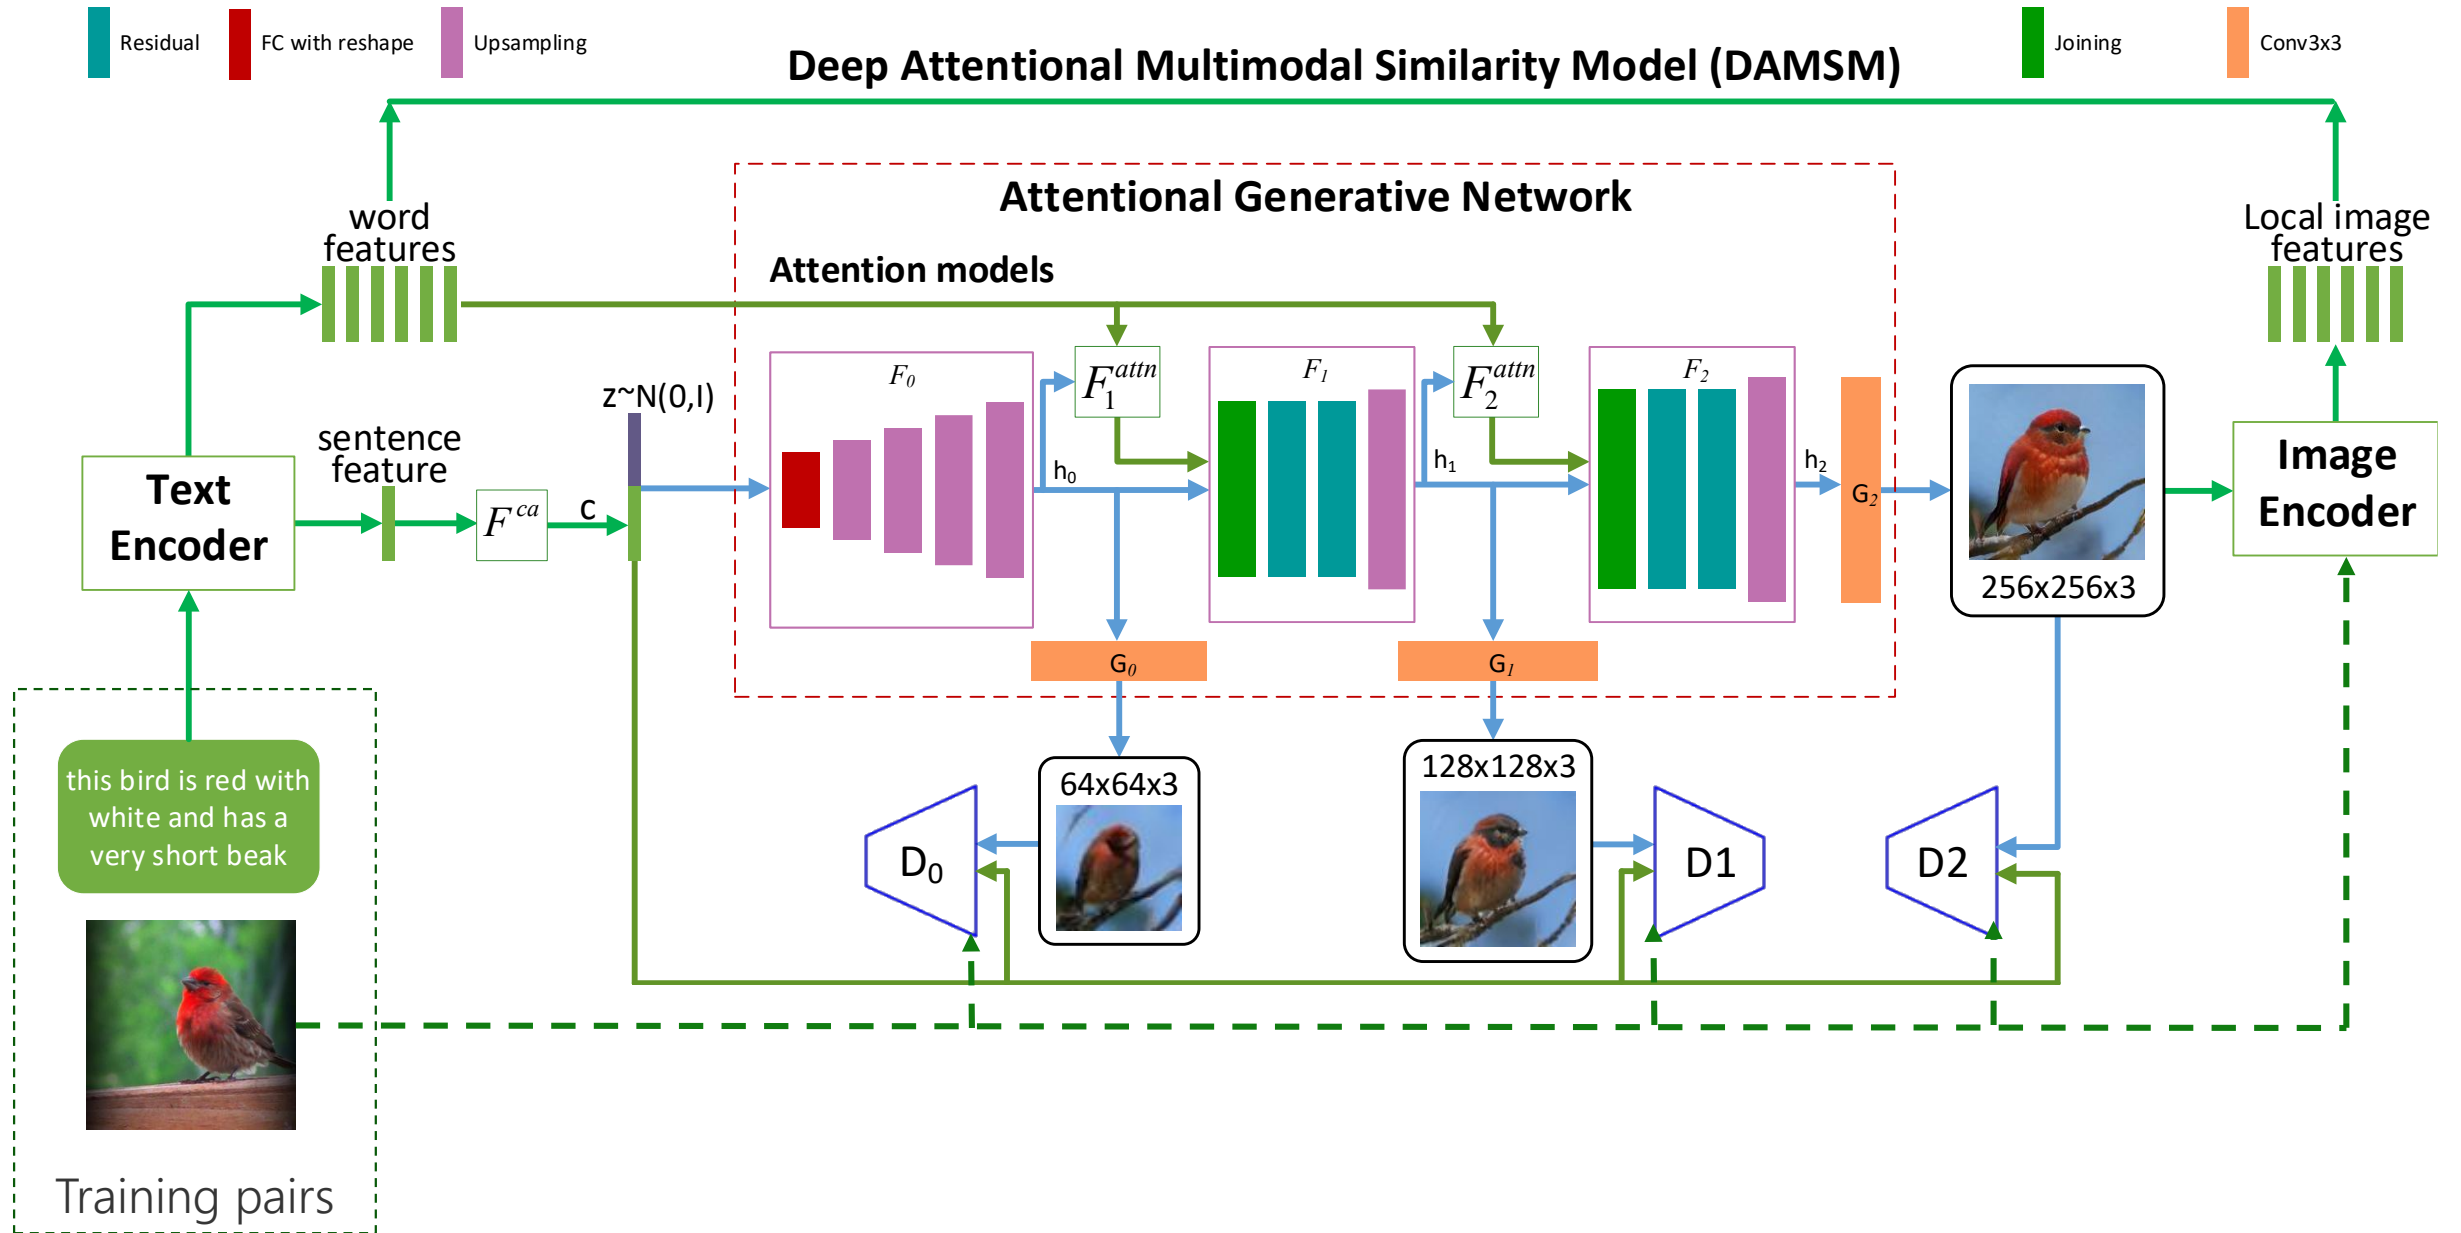 Residual
FC with reshape
Upsampling
Joining
Conv3x3
Deep Attentional Multimodal Similarity Model (DAMSM)
Attentional Generative Network
word
features
Local image
features
Attention models
F0
F1attn
F1
F2attn
F2
z~N(0,I)
sentence
feature
h0
h1
h2
Text
Encoder
Fca
c
G2
Image
Encoder
256x256x3
G0
G1
this bird is red with
white and has a
very short beak
64x64x3
128x128x3
D0
D1
D2
Training pairs